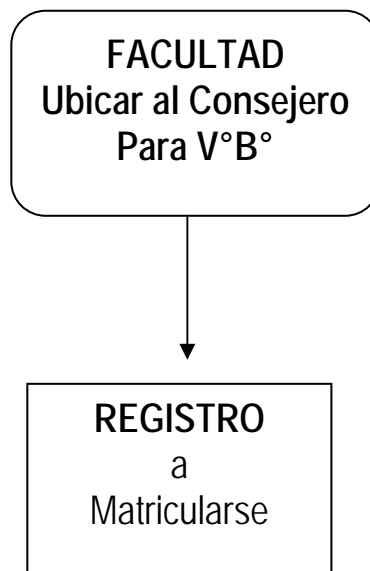 FACULTAD
Ubicar al Consejero
Para V°B°
REGISTRO
a
Matricularse